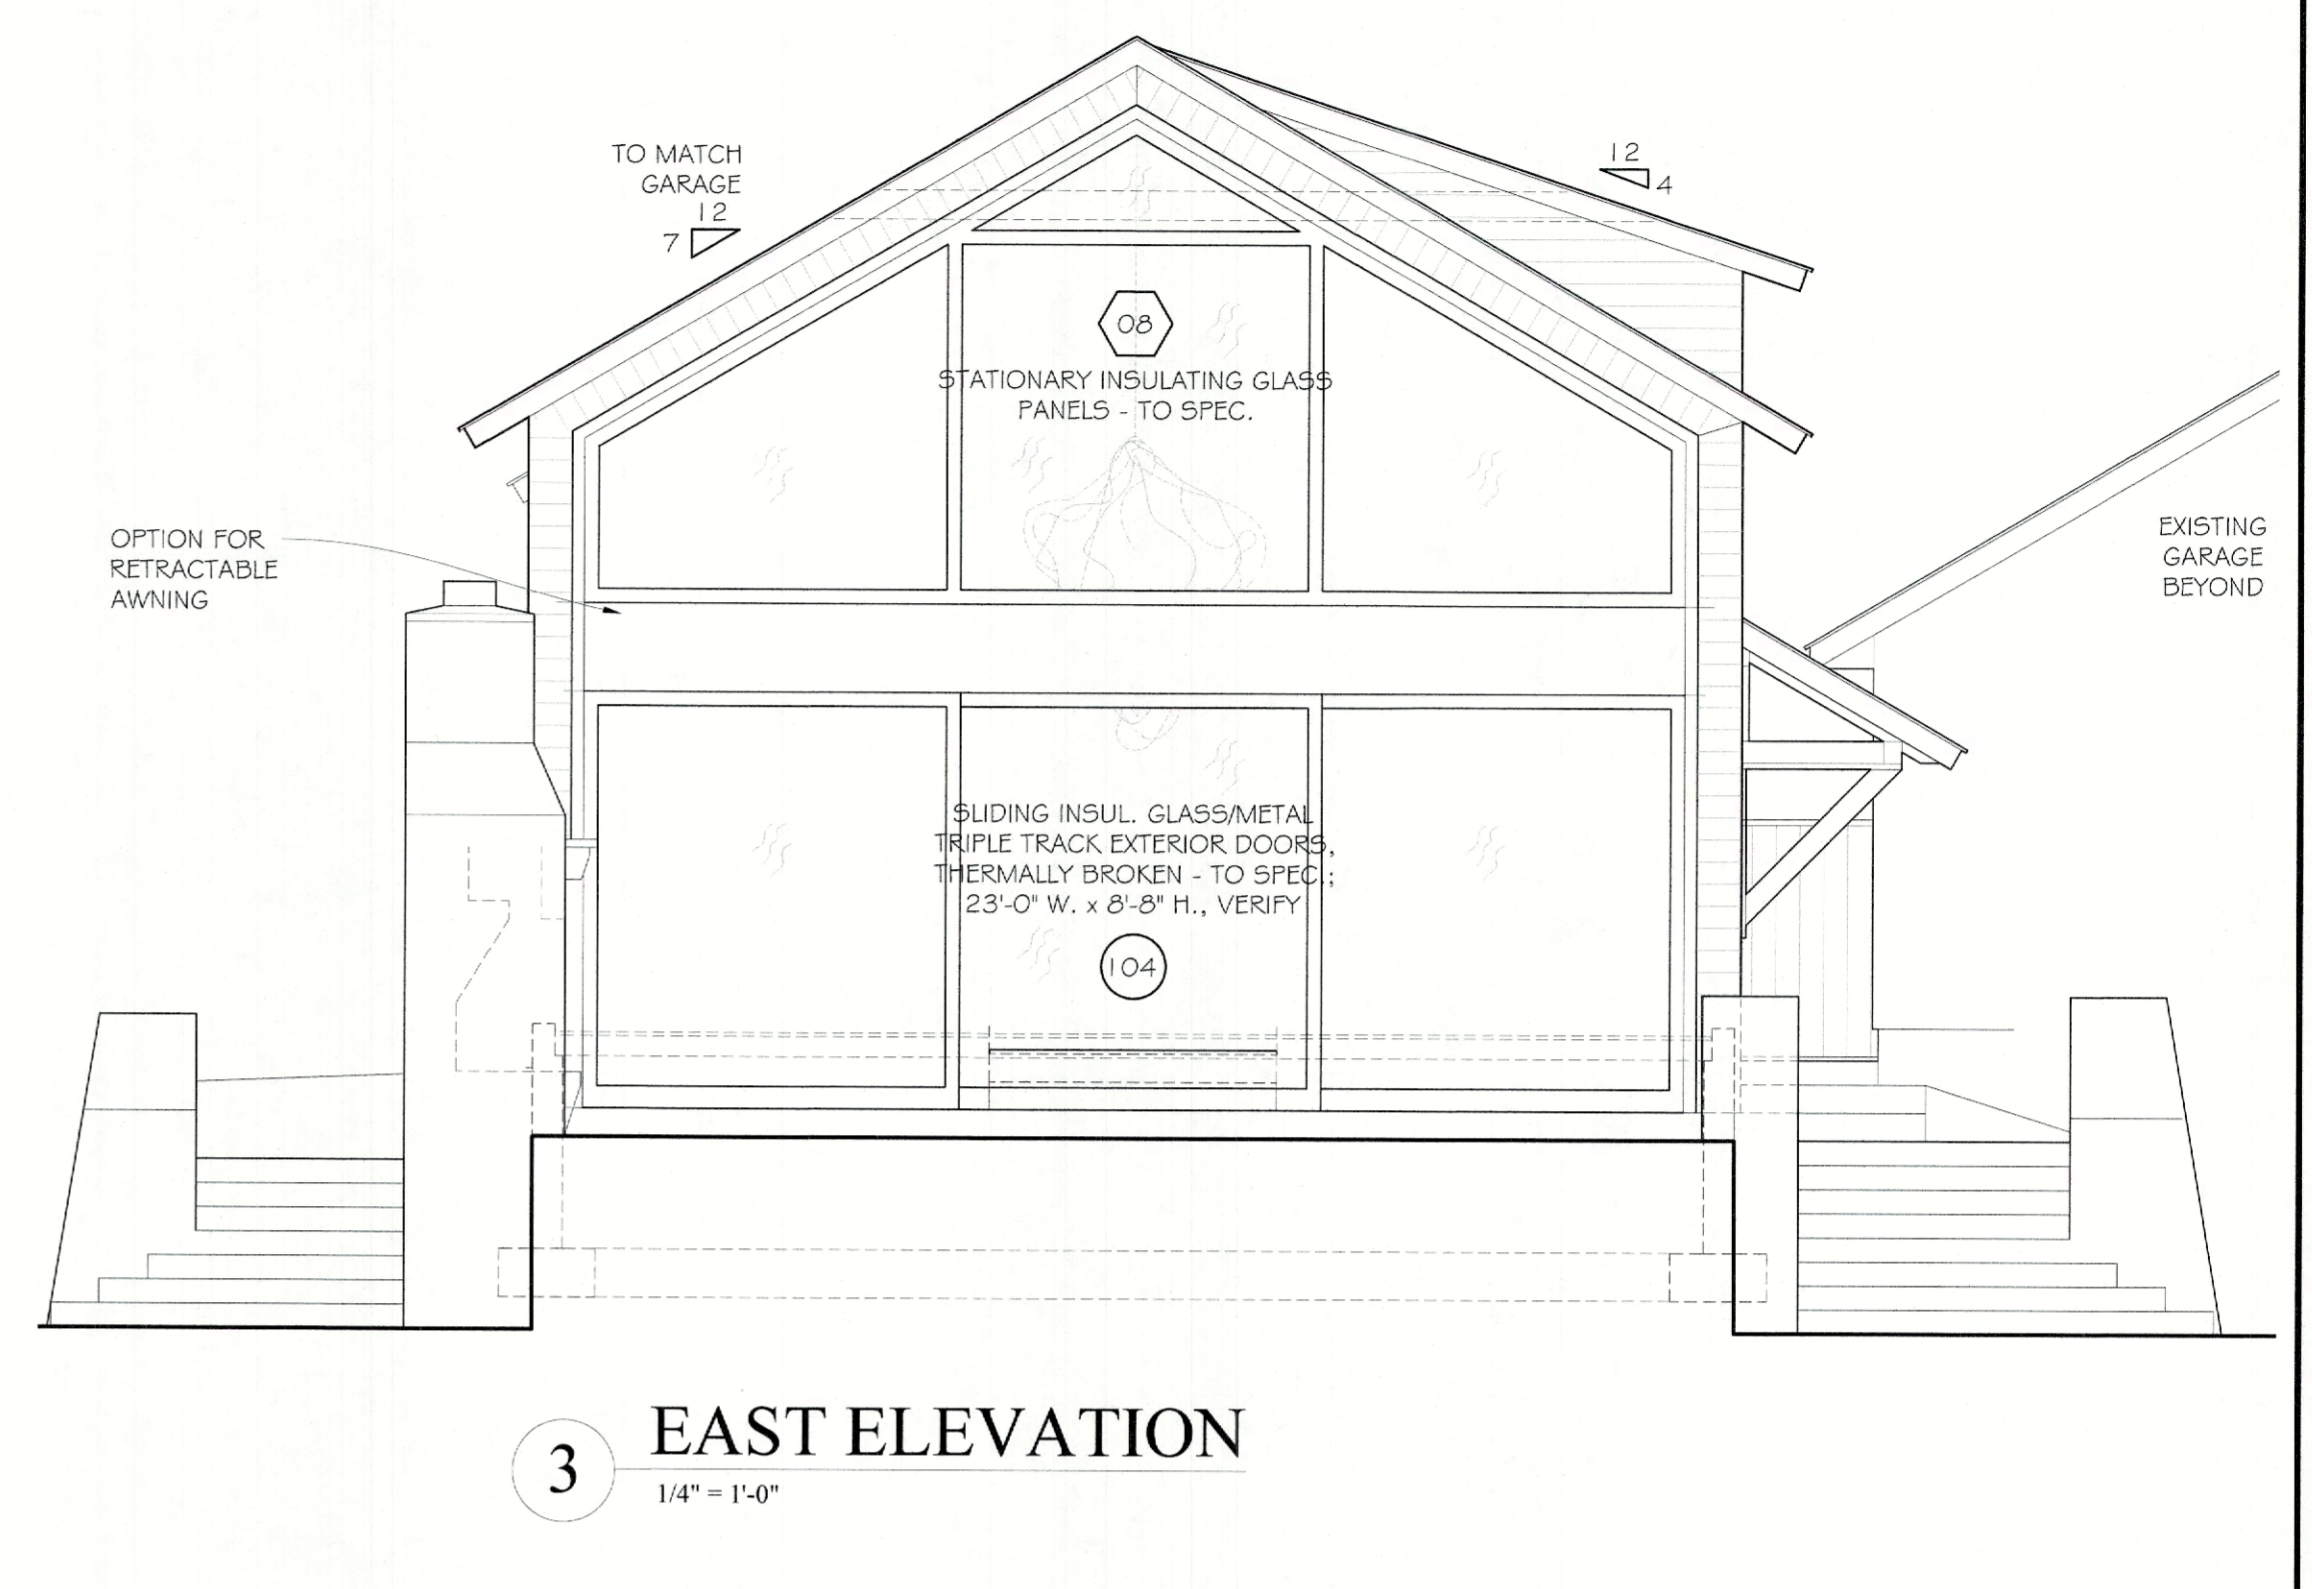 TO MATCH
GARAGE
12
7
12
4
08
STATIONARY INSULATING GLASS
PANELS - TO SPEC.
OPTION FOR
RETRACTABLE
AWNING
EXISTING
GARAGE
BEYOND
SLIDING INSUL. GLASS/METAL
TRIPLE TRACK EXTERIOR DOORS,
THERMALLY BROKEN - TO SPEC.;
23'-0" W. x 8'-8" H., VERIFY
104
3
EAST ELEVATION
1/4" = 1'-0"